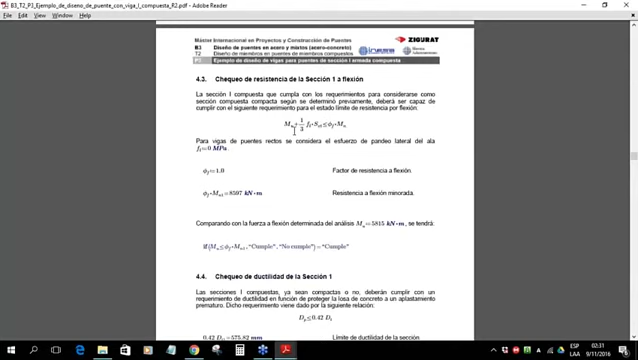 B3_T2_P3_Ejemplo_de_diseno_de_puente_con_viga_I_compuesta_R2.pdf - Adobe Reader
File Edit View Window Help
Máster Internacional en Proyectos y Construcción de Puentes
B3 Diseño de puentes en acero y mixtos (acero-concreto)
T2 Diseño de miembros en puentes de miembros compuestos
P3 Ejemplo de diseño de vigas para puentes de sección I armada compuesta
ZIGURAT
4.3. Chequeo de resistencia de la Sección 1 a flexión
La sección I compuesta que cumpla con los requerimientos para considerarse como
sección compuesta compacta según se determinó previamente, deberá ser capaz de
cumplir con el siguiente requerimiento para el estado límite de resistencia por flexión:
Mu + 1/3 fl • Sxt ≤ ϕf • Mn
Para vigas de puentes rectos se considera el esfuerzo de pandeo lateral del ala
fl = 0 MPa.
ϕf = 1.0 Factor de resistencia a flexión.
ϕf • Mn1 = 8597 kN • m Resistencia a flexión minorada.
Comparando con la fuerza a flexión determinada del análisis Mu = 5815 kN • m, se tendrá:
if (Mu ≤ ϕf • Mn1, "Cumple", "No cumple") = "Cumple"
4.4. Chequeo de ductilidad de la Sección 1
Las secciones I compuestas, ya sean compactas o no, deberán cumplir con un
requerimiento de ductilidad en función de proteger la losa de concreto a un aplastamiento
prematuro. Dicho requerimiento viene dado por la siguiente relación:
Dp ≤ 0.42 Dt
0.42 Dt = 575.82 mm Límite de ductilidad de la sección
ESP
LAA
02:31
9/11/2016